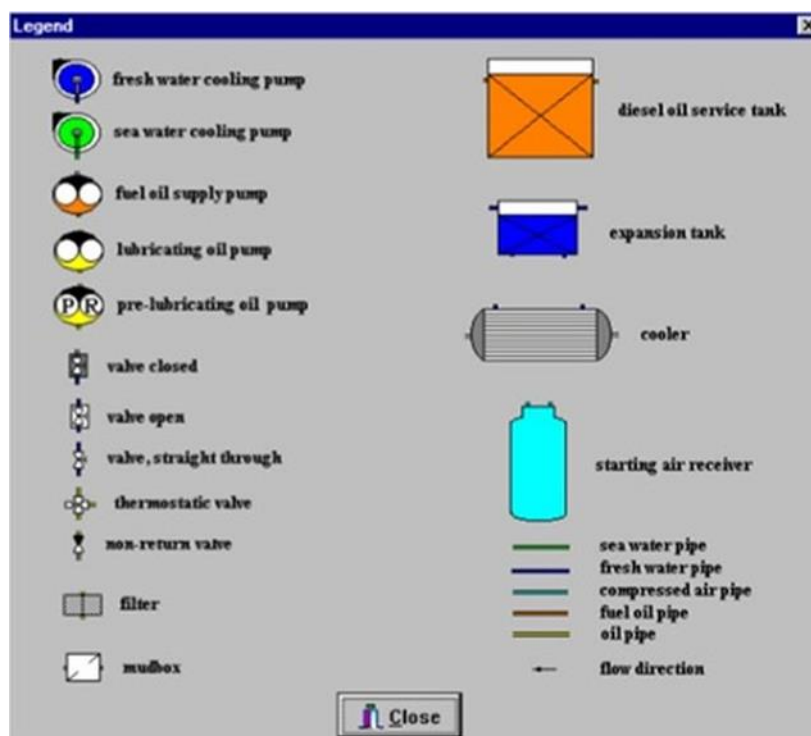 Legend
fresh water cooling pump
sea water cooling pump
fuel oil supply pump
lubricating oil pump
P R
pre-lubricating oil pump
valve closed
valve open
valve, straight through
thermostatic valve
non-return valve
filter
mudbox
diesel oil service tank
expansion tank
cooler
starting air receiver
sea water pipe
fresh water pipe
compressed air pipe
fuel oil pipe
oil pipe
flow direction
Close